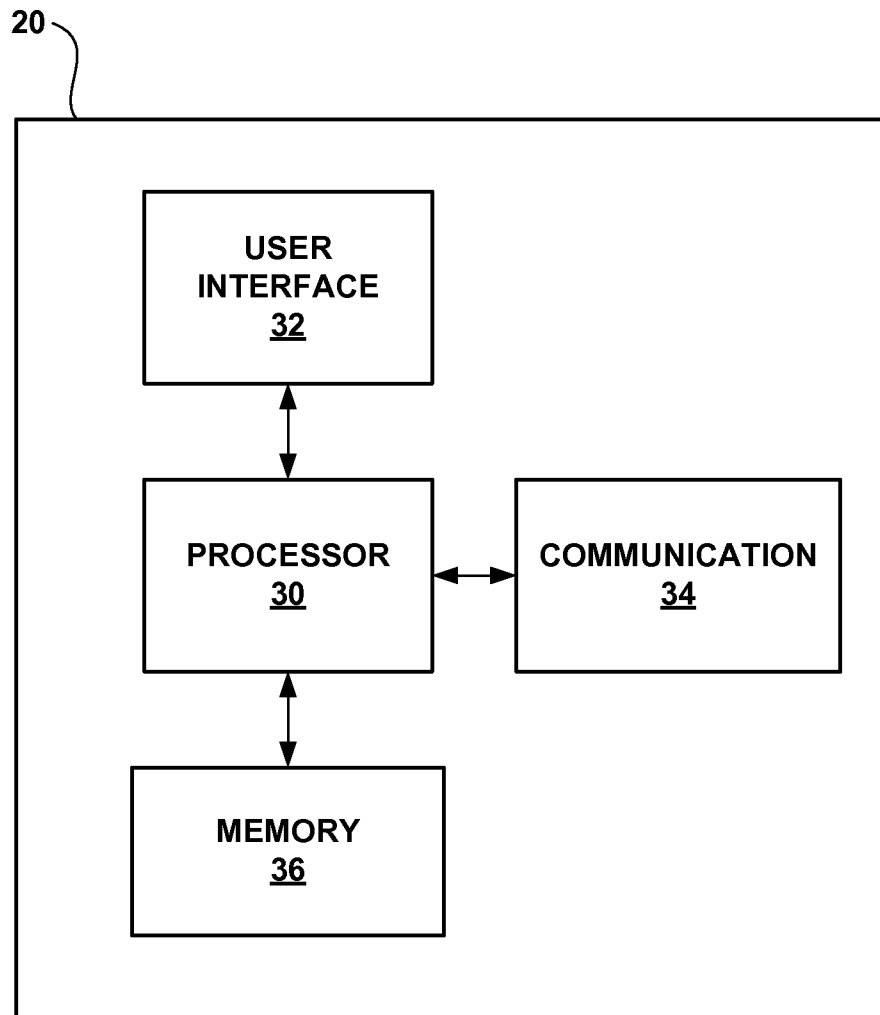 20
USER
INTERFACE
32
PROCESSOR
30
COMMUNICATION
34
MEMORY
36